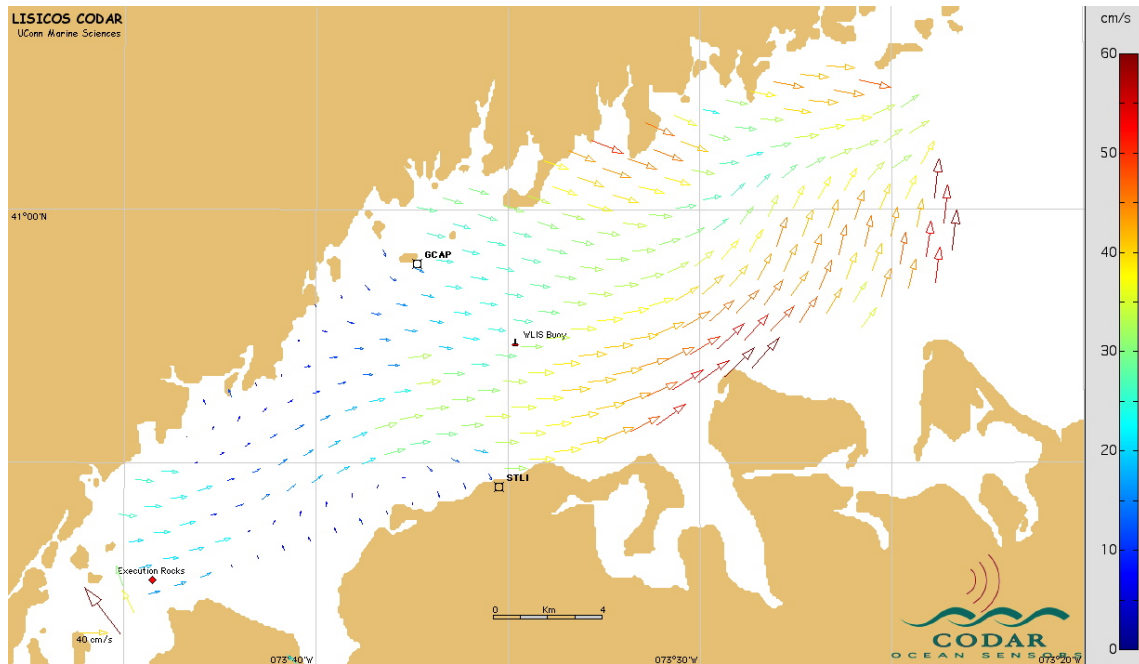 LISICOS CODAR
UConn Marine Sciences
cm/s
60
50
41°00'N
GCAP
40
WLIS Buoy
30
20
STLI
10
Execution Rocks
0 Km 4
40 cm/s
CODAR
OCEAN SENSORS
0
073°40'W
073°30'W
073°20'W